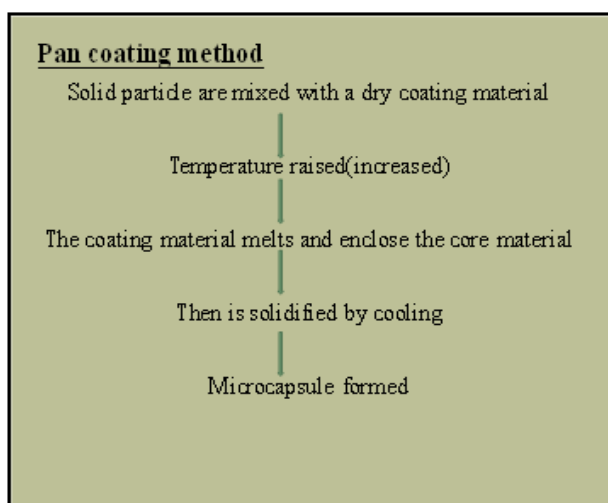 Pan coating method
Solid particle are mixed with a dry coating material
Temperature raised(increased)
The coating material melts and enclose the core material
Then is solidified by cooling
Microcapsule formed